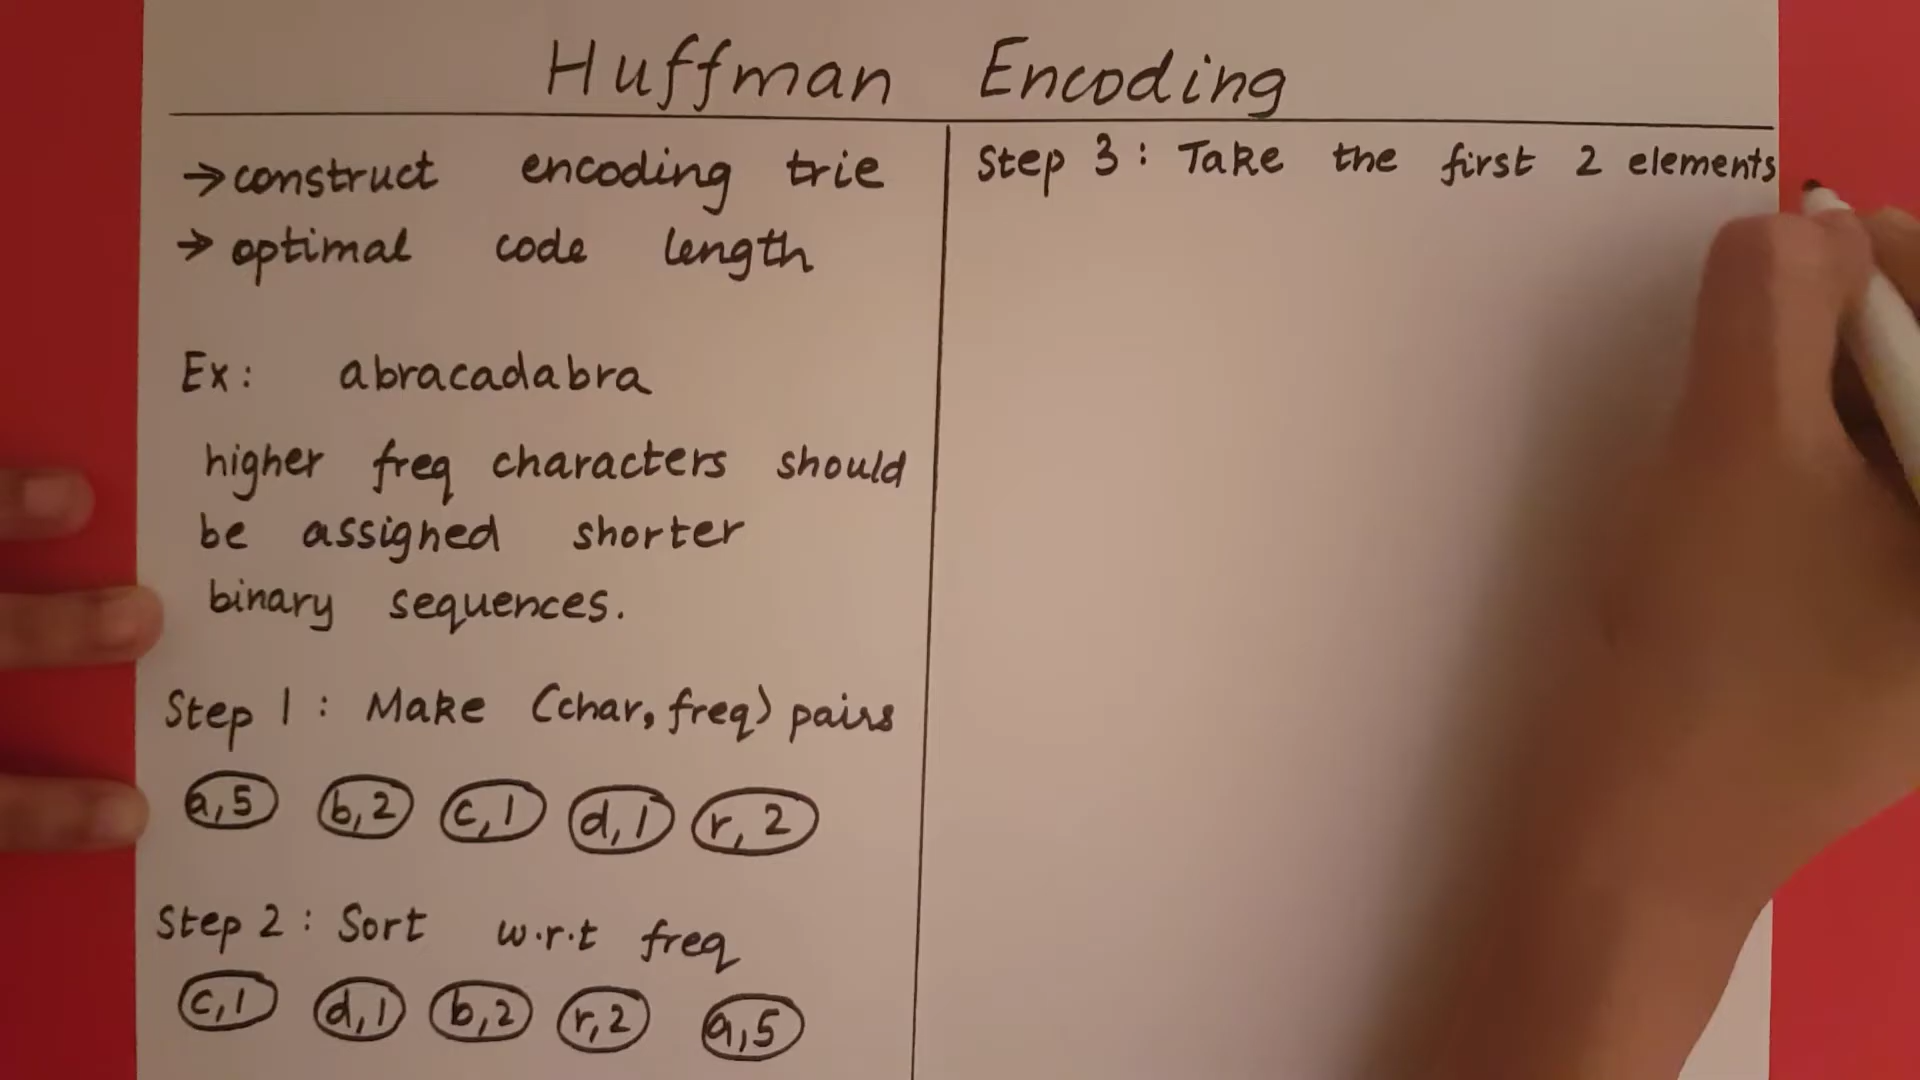 Huffman Encoding
→ construct encoding trie
→ optimal code length
Ex: abracadabra
higher freq characters should
be assigned shorter
binary sequences.
Step 1: Make (char, freq) pairs
a,5 b,2 c,1 d,1 r,2
Step 2: Sort w.r.t freq
c,1 d,1 b,2 r,2 a,5
Step 3: Take the first 2 elements